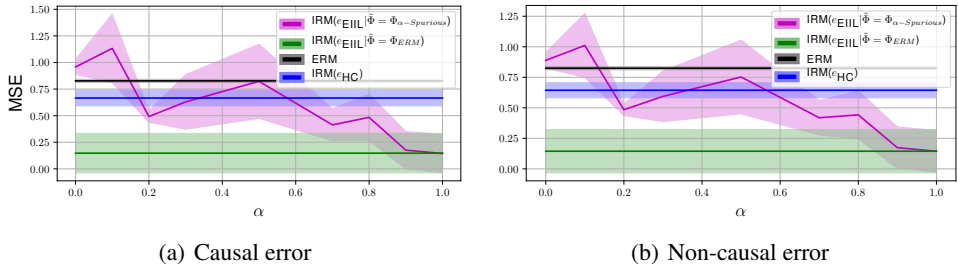 IRM(e_EIIL|Φ̃ = Φ_α−Spurious)
IRM(e_EIIL|Φ̃ = Φ_ERM)
ERM
IRM(e_HC)
1.50
1.25
1.00
0.75
0.50
0.25
0.00
MSE
0.0 0.2 0.4 0.6 0.8 1.0
α
(a) Causal error
IRM(e_EIIL|Φ̃ = Φ_α−Spurious)
IRM(e_EIIL|Φ̃ = Φ_ERM)
ERM
IRM(e_HC)
1.25
1.00
0.75
0.50
0.25
0.00
0.0 0.2 0.4 0.6 0.8 1.0
α
(b) Non-causal error